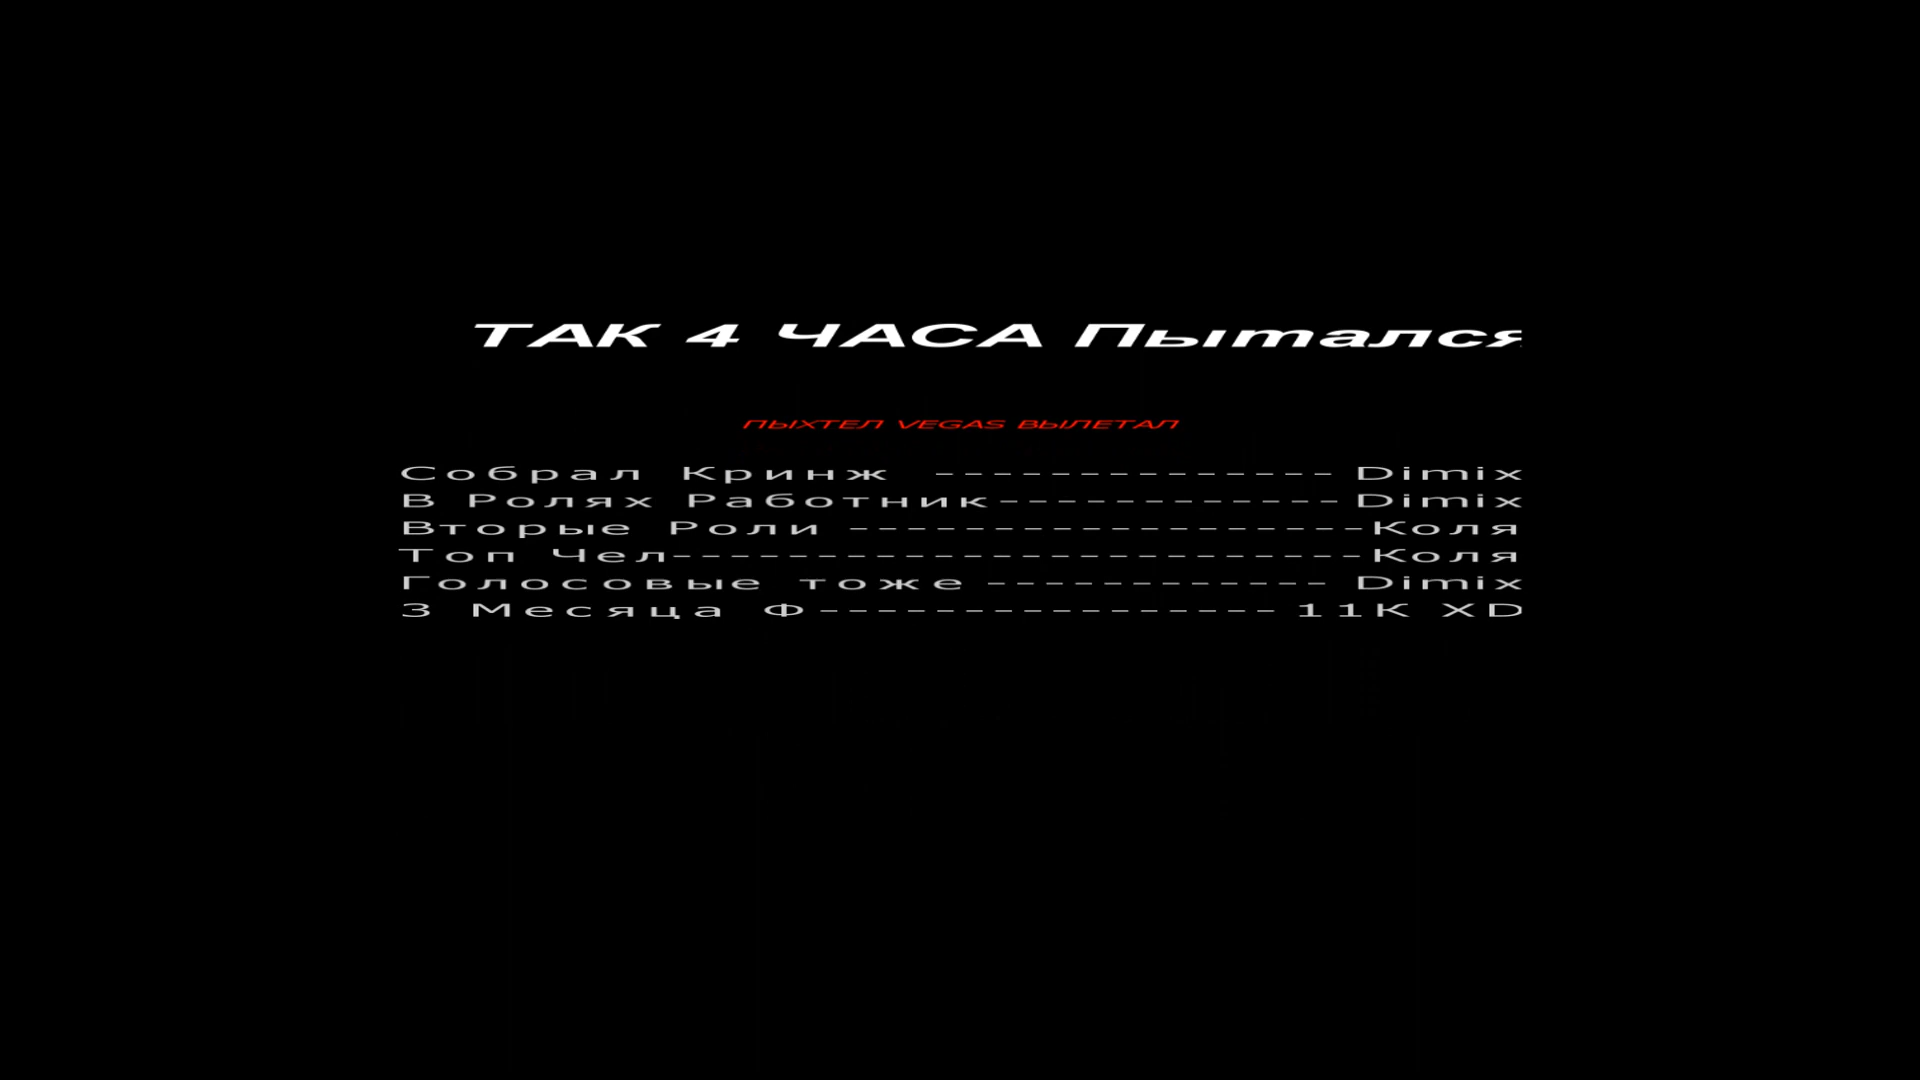 ТАК 4 ЧАСА Пытался
ПЫХТЕЛ VEGAS ВЫЛЕТАЛ
Собрал Кринж -------------- Dimix
В Ролях Работник------------ Dimix
Вторые Роли ------------------Коля
Топ Чел------------------------Коля
Голосовые тоже ------------ Dimix
3 Месяца Ф---------------- 11K XD